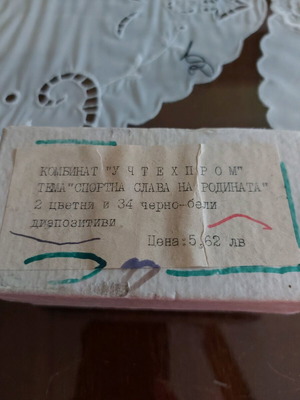 КОМБИНАТ "У Ч Т Е Х П Р О М"
ТЕМА"СПОРТНА СЛАВА НА РОДИНАТА"
2 цветни и 34 черно-бели
диапозитиви
Цена:5,62 лв